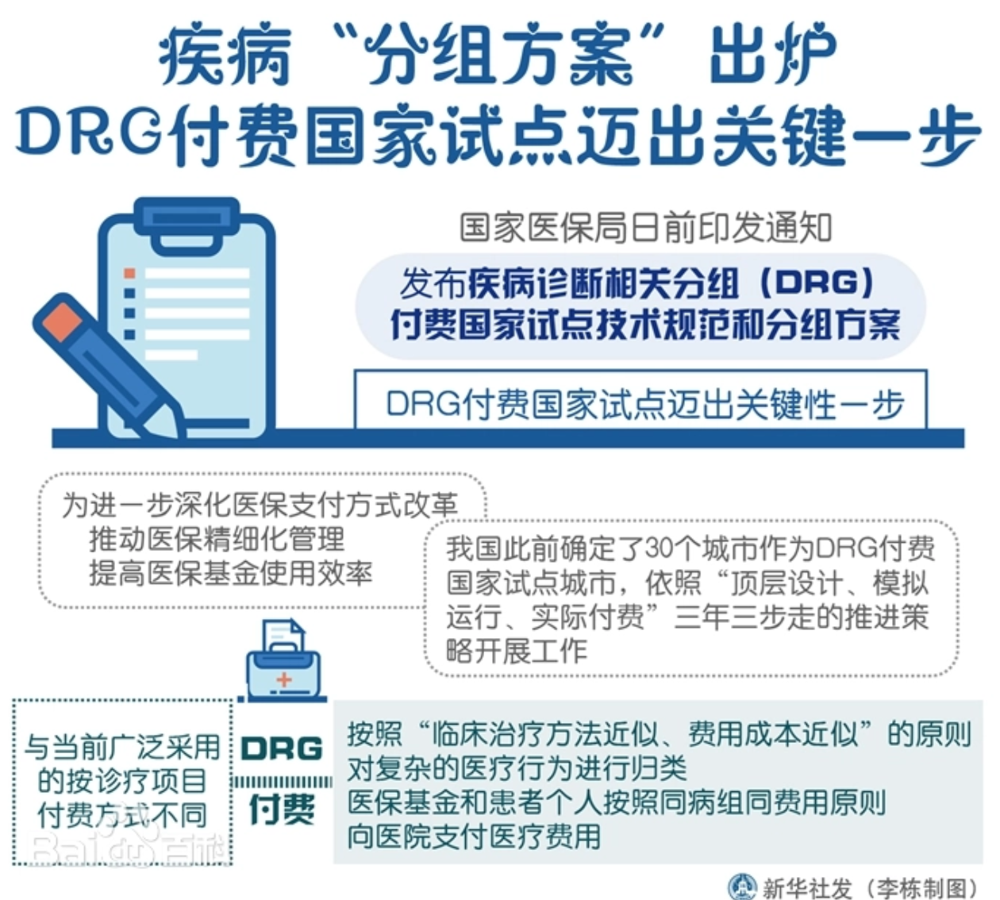 疾病“分组方案”出炉
DRG付费国家试点迈出关键一步
国家医保局日前印发通知
发布疾病诊断相关分组（DRG）
付费国家试点技术规范和分组方案
DRG付费国家试点迈出关键性一步
为进一步深化医保支付方式改革
推动医保精细化管理
提高医保基金使用效率
我国此前确定了30个城市作为DRG付费
国家试点城市，依照“顶层设计、模拟
运行、实际付费”三年三步走的推进策
略开展工作
与当前广泛采用
的按诊疗项目
付费方式不同
DRG
付费
按照“临床治疗方法近似、费用成本近似”的原则
对复杂的医疗行为进行归类
医保基金和患者个人按照同病组同费用原则
向医院支付医疗费用
Bai百科
新华社发（李栋制图）